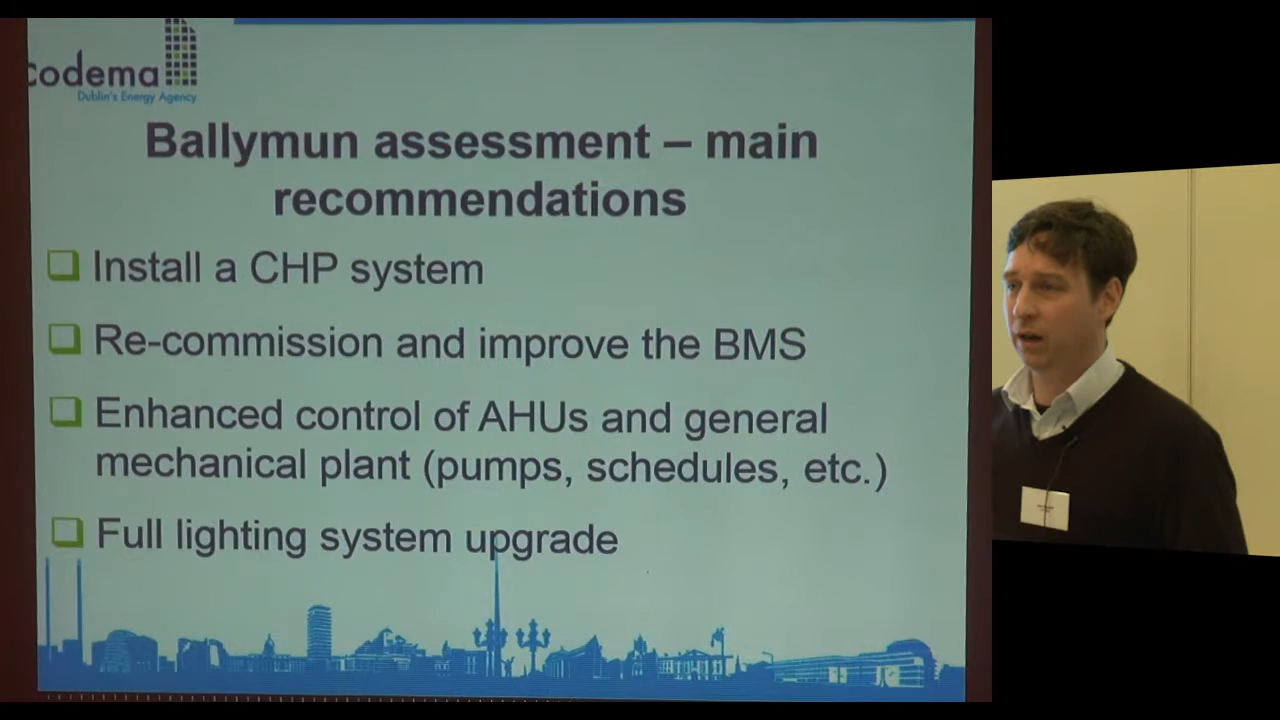 codema
Dublin's Energy Agency
Ballymun assessment – main
recommendations
Install a CHP system
Re-commission and improve the BMS
Enhanced control of AHUs and general
mechanical plant (pumps, schedules, etc.)
Full lighting system upgrade